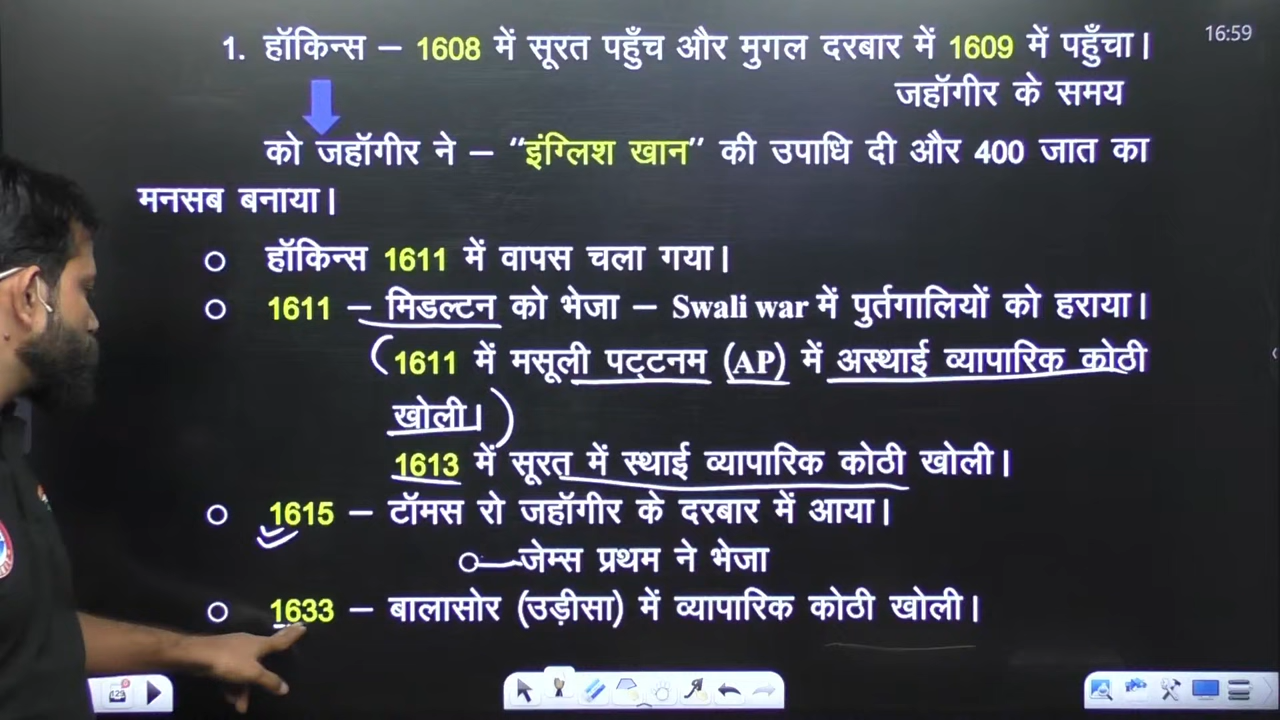 1. हॉकिन्स – 1608 में सूरत पहुँच और मुगल दरबार में 1609 में पहुँचा।
16:59
जहॉगीर के समय
को जहॉगीर ने – “इंग्लिश खान” की उपाधि दी और 400 जात का
मनसब बनाया।
○ हॉकिन्स 1611 में वापस चला गया।
○ 1611 – मिडल्टन को भेजा – Swali war में पुर्तगालियों को हराया।
(1611 में मसूली पट्टनम (AP) में अस्थाई व्यापारिक कोठी
खोली।)
1613 में सूरत में स्थाई व्यापारिक कोठी खोली।
○ 1615 – टॉमस रो जहॉगीर के दरबार में आया।
जेम्स प्रथम ने भेजा
○ 1633 – बालासोर (उड़ीसा) में व्यापारिक कोठी खोली।